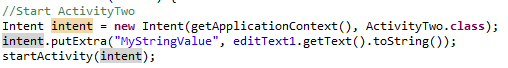 //Start ActivityTwo
Intent intent = new Intent(getApplicationContext(), ActivityTwo.class);
intent.putExtra("MyStringValue", editText1.getText().toString());
startActivity(intent);